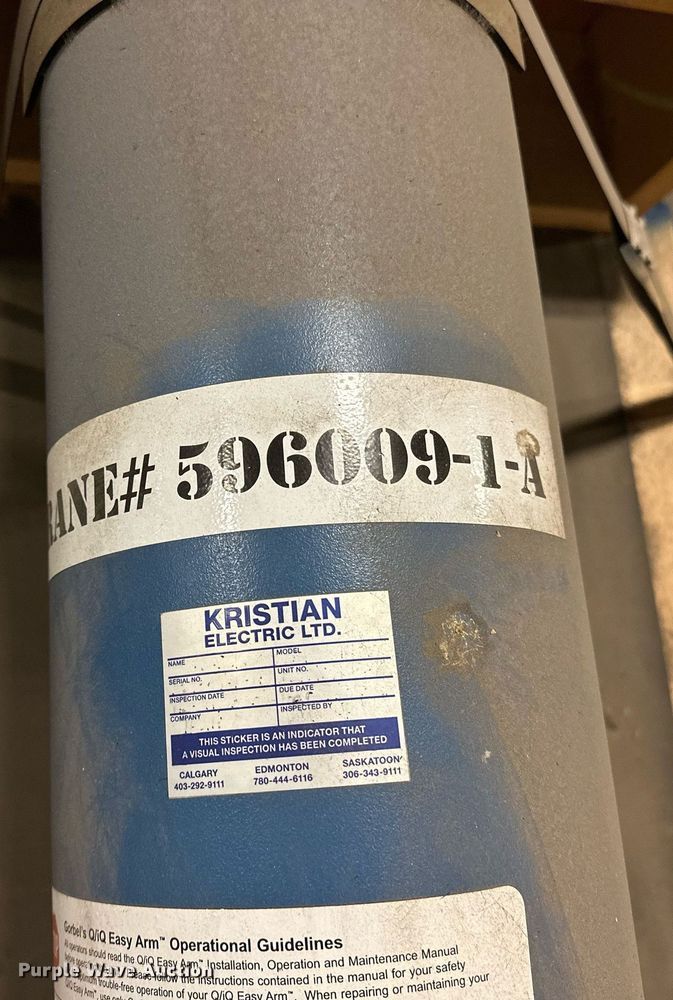 RANE# 596009-1-A
KRISTIAN
ELECTRIC LTD.
NAME MODEL
SERIAL NO. UNIT NO.
INSPECTION DATE DUE DATE
COMPANY INSPECTED BY
THIS STICKER IS AN INDICATOR THAT
A VISUAL INSPECTION HAS BEEN COMPLETED
CALGARY EDMONTON SASKATOON
403-292-9111 780-444-6116 306-343-9111
Gorbel's Q/iQ Easy Arm™ Operational Guidelines
All operators should read the Q/iQ Easy Arm™ Installation, Operation and Maintenance Manual
follow the instructions contained in the manual for your safety
trouble-free operation of your Q/iQ Easy Arm™. When repairing or maintaining your
Easy Arm™, use only
Purple Wave Auction